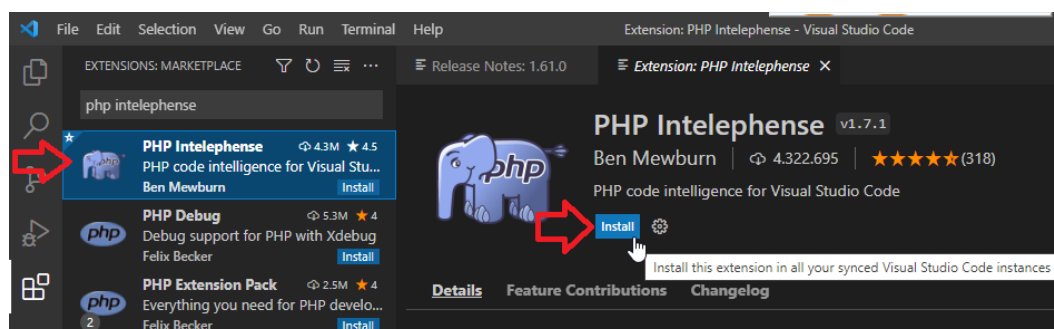 File Edit Selection View Go Run Terminal Help Extension: PHP Intelephense - Visual Studio Code
EXTENSIONS: MARKETPLACE
Release Notes: 1.61.0
Extension: PHP Intelephense
php intelephense
PHP Intelephense 4.3M ★ 4.5
PHP code intelligence for Visual Stu...
Ben Mewburn Install
PHP Debug 5.3M ★ 4
Debug support for PHP with Xdebug
Felix Becker Install
PHP Extension Pack 2.5M ★ 4
Everything you need for PHP develo...
Felix Becker Install
php
php
php
2
php
PHP Intelephense v1.7.1
Ben Mewburn 4.322.695 ★★★★★(318)
PHP code intelligence for Visual Studio Code
Install
Install this extension in all your synced Visual Studio Code instances
Details Feature Contributions Changelog